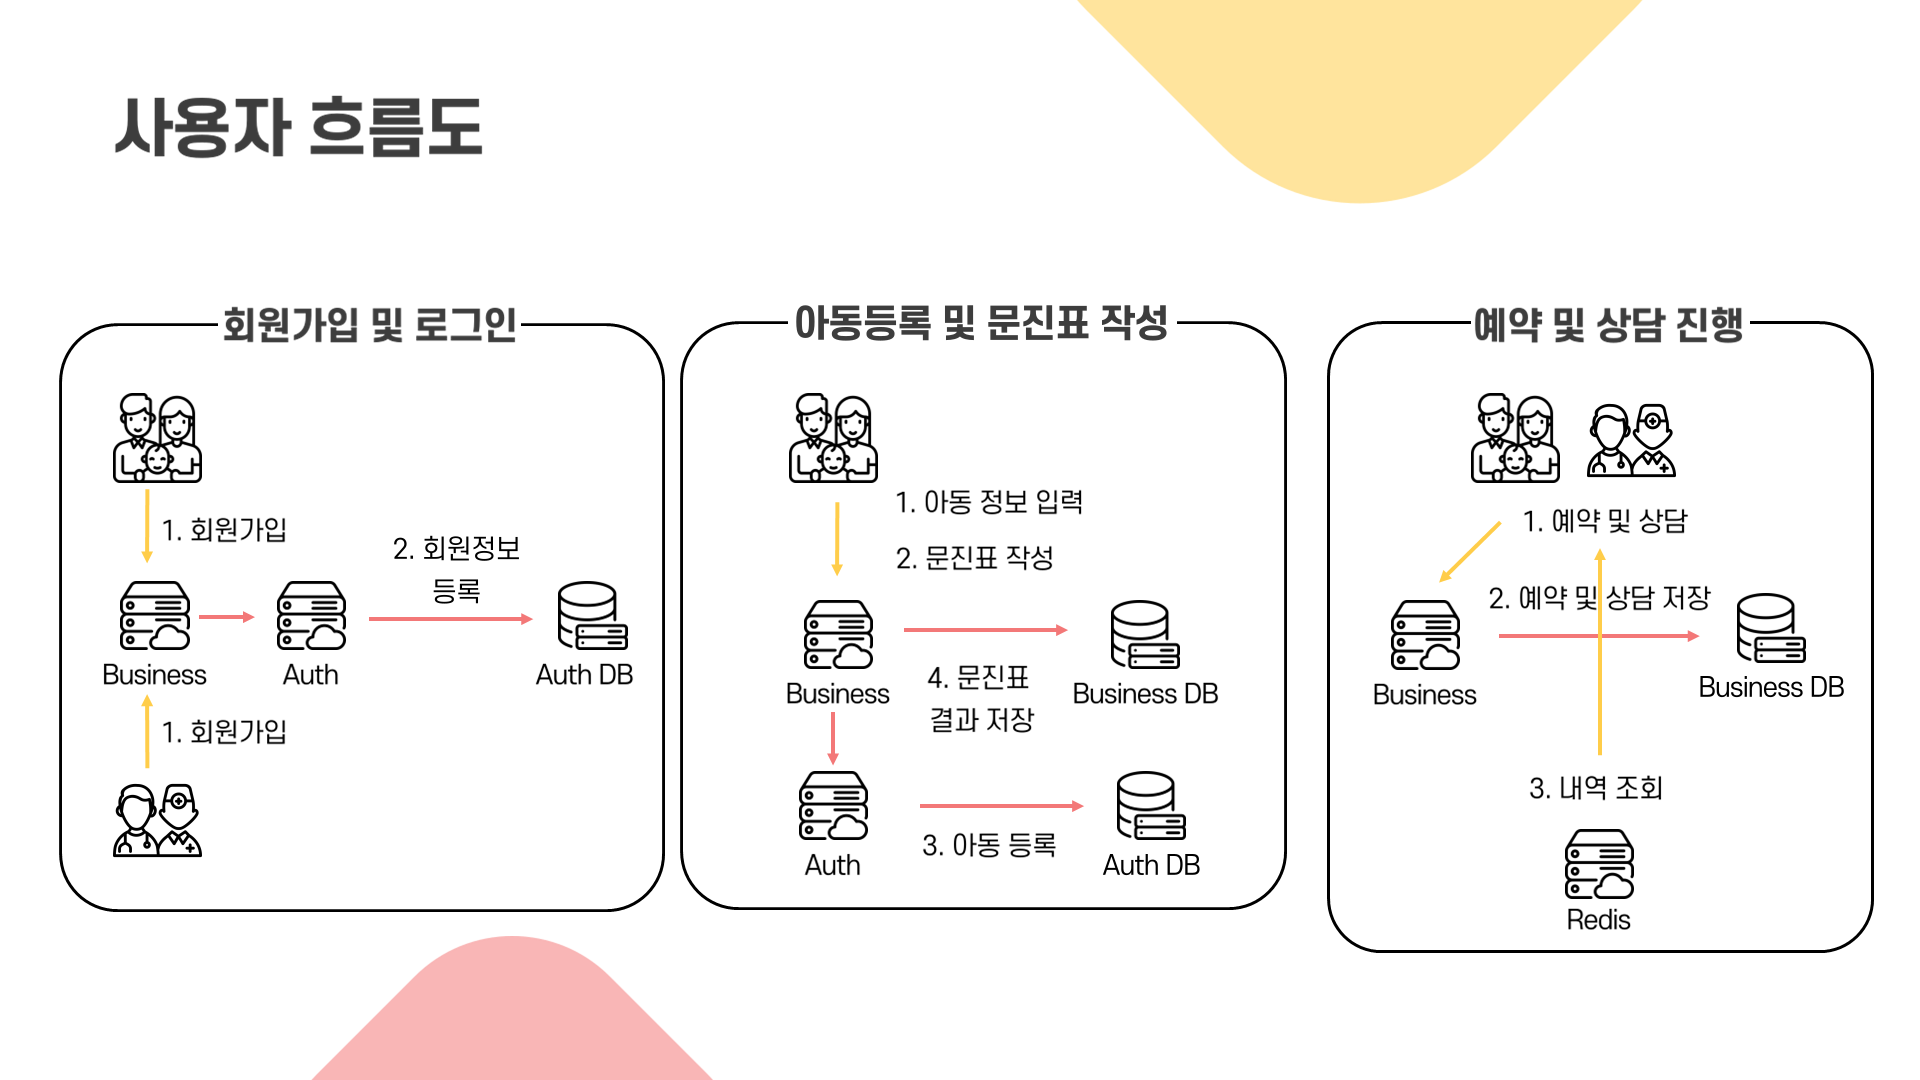 사용자 흐름도
회원가입 및 로그인
1. 회원가입
2. 회원정보
등록
Business
Auth
Auth DB
1. 회원가입
아동등록 및 문진표 작성
1. 아동 정보 입력
2. 문진표 작성
Business
4. 문진표
결과 저장
Business DB
Auth
3. 아동 등록
Auth DB
예약 및 상담 진행
1. 예약 및 상담
2. 예약 및 상담 저장
Business
Business DB
3. 내역 조회
Redis